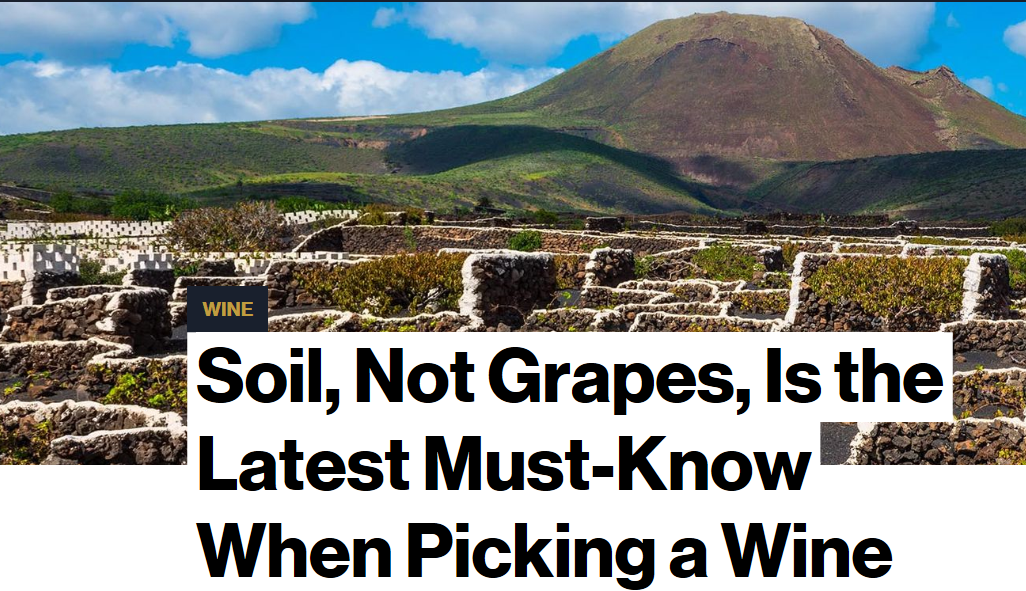 WINE
Soil, Not Grapes, Is the
Latest Must-Know
When Picking a Wine